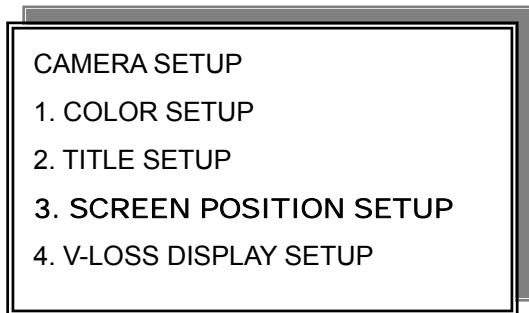 CAMERA SETUP
1. COLOR SETUP
2. TITLE SETUP
3. SCREEN POSITION SETUP
4. V-LOSS DISPLAY SETUP